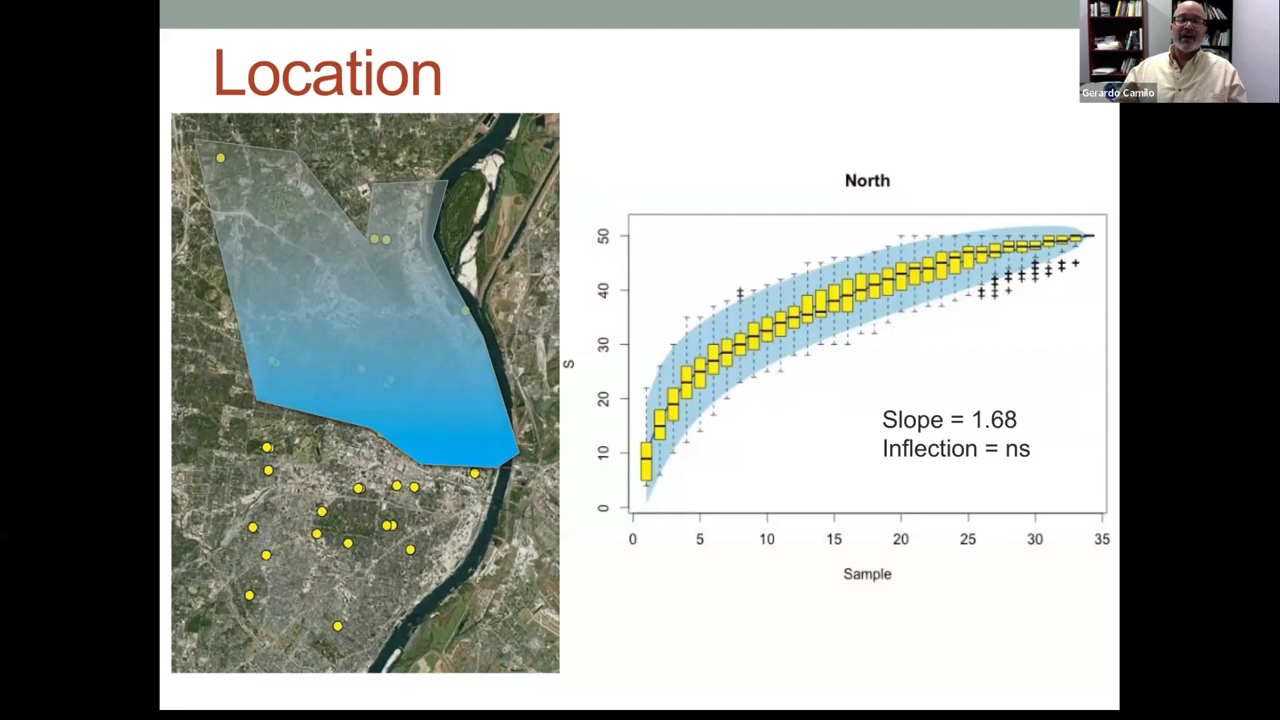 Location
Gerardo Camilo
North
50
40
30
20
10
0
S
0 5 10 15 20 25 30 35
Sample
Slope = 1.68
Inflection = ns